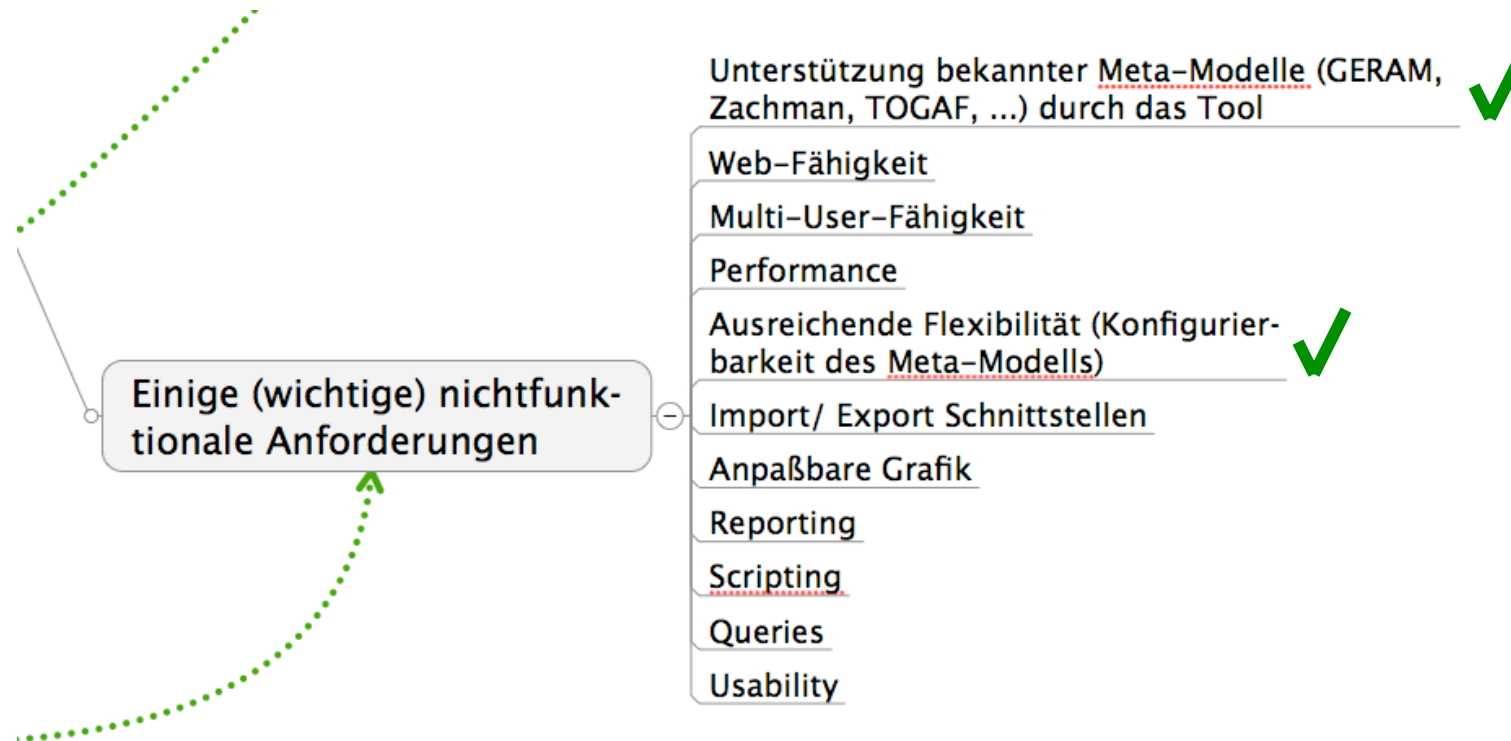 Unterstützung bekannter Meta-Modelle (GERAM,
Zachman, TOGAF, ...) durch das Tool
Web-Fähigkeit
Multi-User-Fähigkeit
Performance
Ausreichende Flexibilität (Konfigurier-
barkeit des Meta-Modells)
Einige (wichtige) nichtfunk-
tionale Anforderungen
Import/ Export Schnittstellen
Anpaßbare Grafik
Reporting
Scripting
Queries
Usability